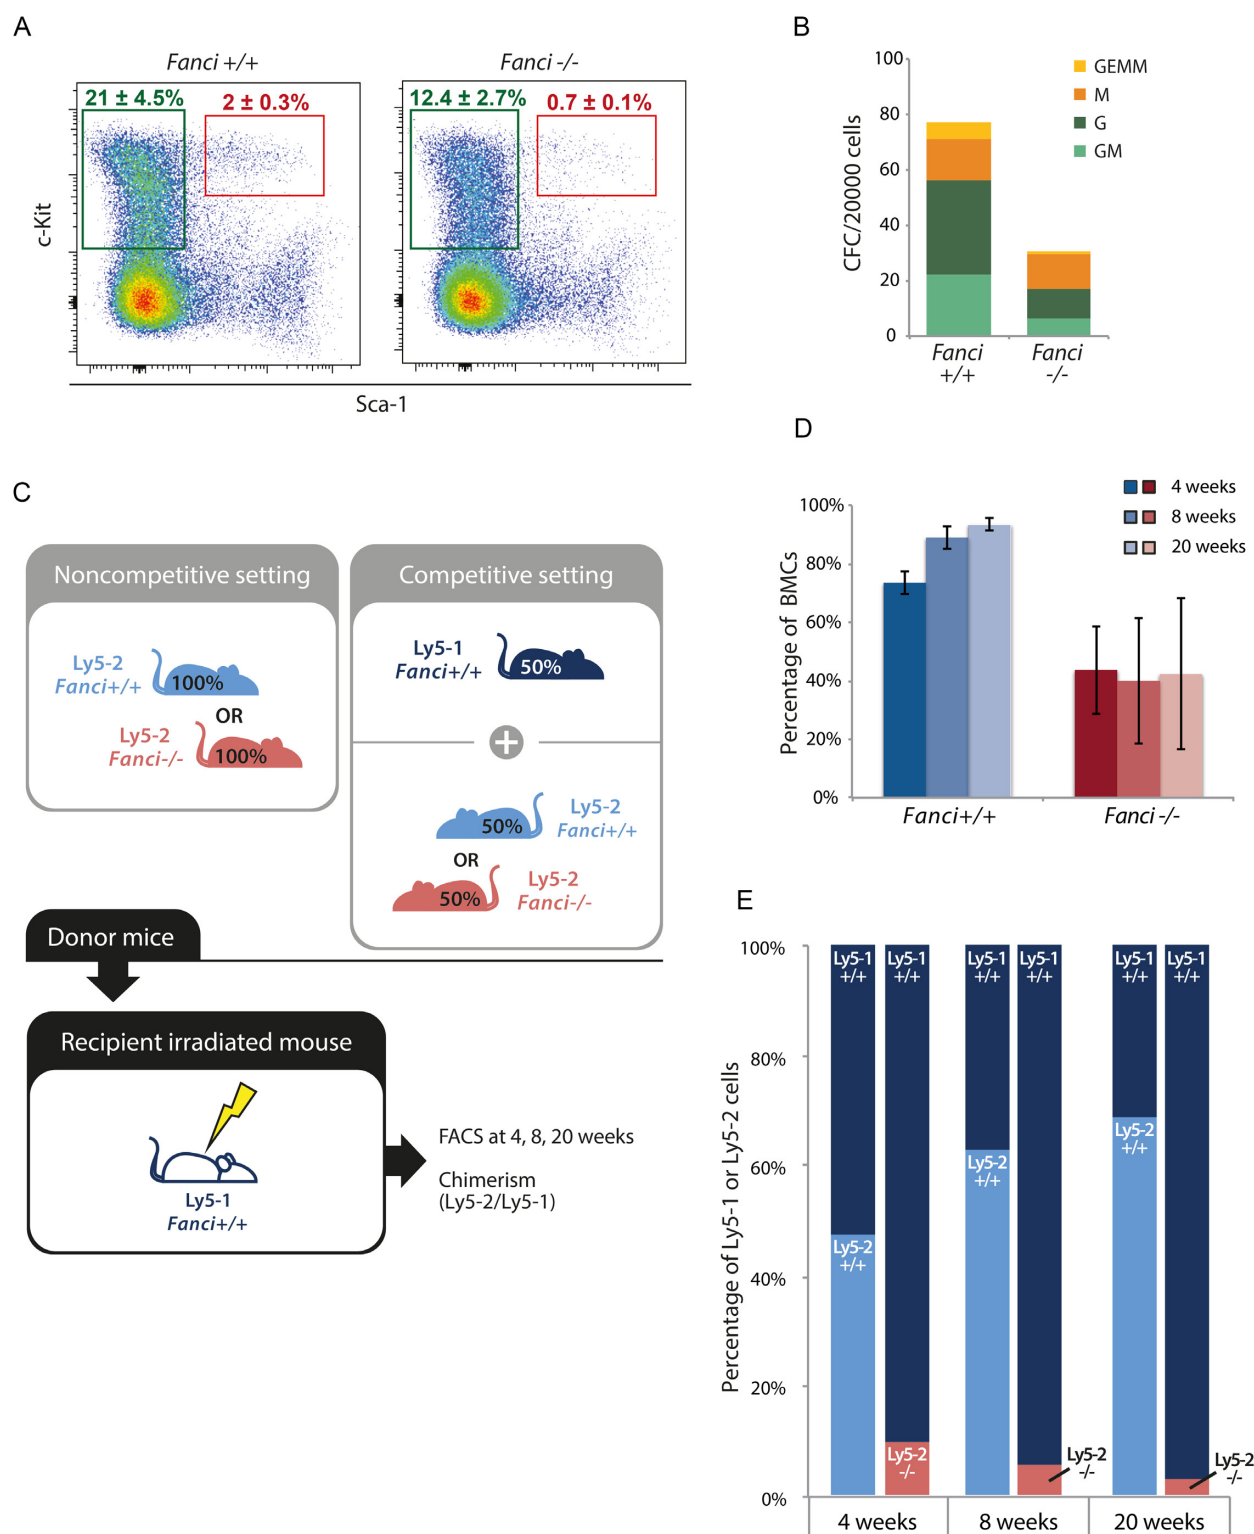 A
Fanci +/+
Fanci -/-
21 ± 4.5%
2 ± 0.3%
12.4 ± 2.7%
0.7 ± 0.1%
c-Kit
Sca-1
B
CFC/20000 cells
100
80
60
40
20
0
GEMM
M
G
GM
Fanci
+/+
Fanci
-/-
C
Noncompetitive setting
Ly5-2
Fanci+/+
100%
OR
Ly5-2
Fanci-/-
100%
Competitive setting
Ly5-1
Fanci+/+
50%
+
50%
Ly5-2
Fanci+/+
OR
50%
Ly5-2
Fanci-/-
Donor mice
Recipient irradiated mouse
Ly5-1
Fanci+/+
FACS at 4, 8, 20 weeks
Chimerism
(Ly5-2/Ly5-1)
D
Percentage of BMCs
100%
80%
60%
40%
20%
0%
4 weeks
8 weeks
20 weeks
Fanci+/+
Fanci -/-
E
Percentage of Ly5-1 or Ly5-2 cells
100%
80%
60%
40%
20%
0%
Ly5-1
+/+
Ly5-2
+/+
Ly5-1
+/+
Ly5-2
-/-
Ly5-1
+/+
Ly5-2
+/+
Ly5-1
+/+
Ly5-2
-/-
Ly5-1
+/+
Ly5-2
+/+
Ly5-1
+/+
Ly5-2
-/-
4 weeks
8 weeks
20 weeks